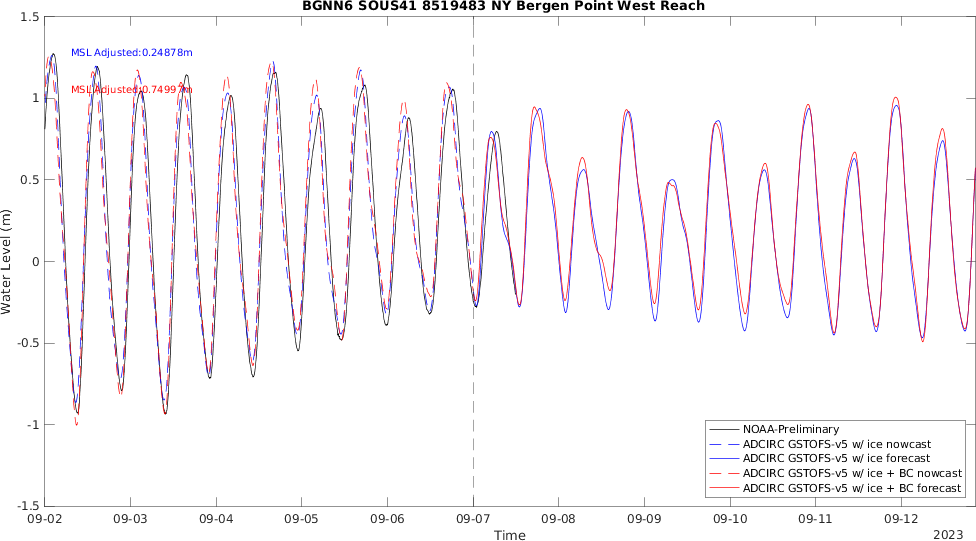 BGNN6 SOUS41 8519483 NY Bergen Point West Reach
1.5
MSL Adjusted:0.24878m
MSL Adjusted:0.74997m
1
0.5
0
-0.5
-1
-1.5
Water Level (m)
NOAA-Preliminary
ADCIRC GSTOFS-v5 w/ ice nowcast
ADCIRC GSTOFS-v5 w/ ice forecast
ADCIRC GSTOFS-v5 w/ ice + BC nowcast
ADCIRC GSTOFS-v5 w/ ice + BC forecast
09-02 09-03 09-04 09-05 09-06 09-07 09-08 09-09 09-10 09-11 09-12
Time
2023